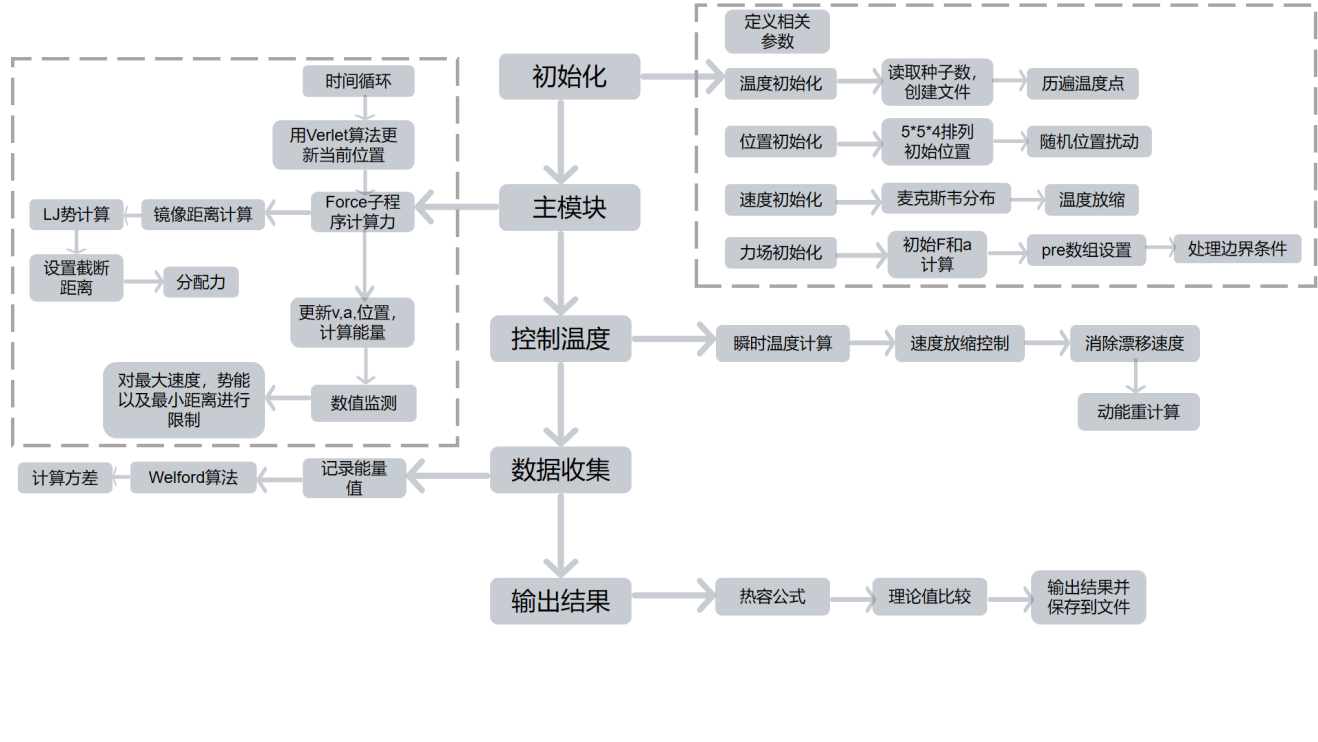 定义相关
参数
初始化
温度初始化
读取种子数，
创建文件
历遍温度点
位置初始化
5*5*4排列
初始位置
随机位置扰动
速度初始化
麦克斯韦分布
温度放缩
力场初始化
初始F和a
计算
pre数组设置
处理边界条件
主模块
时间循环
用Verlet算法更
新当前位置
Force子程
序计算力
镜像距离计算
LJ势计算
设置截断
距离
分配力
更新v,a,位置，
计算能量
数值监测
对最大速度，势能
以及最小距离进行
限制
控制温度
瞬时温度计算
速度放缩控制
消除漂移速度
动能重计算
数据收集
记录能量
值
Welford算法
计算方差
输出结果
热容公式
理论值比较
输出结果并
保存到文件